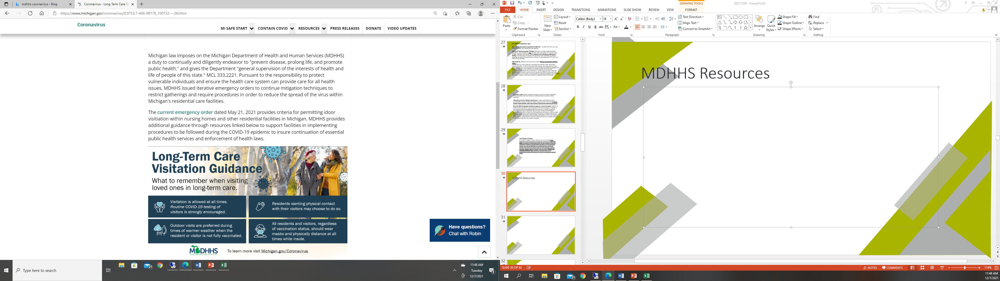 mdhhs coronavirus - Bing
Coronavirus - Long Term Care CO
https://www.michigan.gov/coronavirus/0,9753,7-406-98178_100722---,00.html
Coronavirus
MI SAFE START
CONTAIN COVID
RESOURCES
PRESS RELEASES
DONATE
VIDEO UPDATES
Michigan law imposes on the Michigan Department of Health and Human Services (MDHHS)
a duty to continually and diligently endeavor to "prevent disease, prolong life, and promote
public health," and gives the Department "general supervision of the interests of health and
life of people of this state." MCL 333.2221. Pursuant to the responsibility to protect
vulnerable individuals and ensure the health care system can provide care for all health
issues, MDHHS issued iterative emergency orders to continue mitigation techniques to
restrict gatherings and require procedures in order to reduce the spread of the virus within
Michigan's residential care facilities.
The current emergency order dated May 21, 2021 provides criteria for permitting idoor
visitiation within nursing homes and other residential facilities in Michigan. MDHHS provides
additional guidance through resources linked below to support facilities in implementing
procedures to be followed during the COVID-19 epidemic to insure continuation of essential
public health services and enforcement of health laws.
Long-Term Care
Visitation Guidance
What to remember when visiting
loved ones in long-term care.
Visitation is allowed at all times.
Routine COVID-19 testing of
visitors is strongly encouraged.
Residents wanting physical contact
with their visitors may choose to do so.
Outdoor visits are preferred during
times of warmer weather when the
resident or visitor is not fully vaccinated.
All residents and visitors, regardless
of vaccination status, should wear
masks and physically distance at all
times while inside.
MDHHS
To learn more visit Michigan.gov/Coronavirus.
Have questions?
Chat with Robin
Type here to search
21
11:48 AM
Tuesday
12/7/2021
2
DRAWING TOOLS
20211208 - PowerPoint
FILE
HOME
INSERT
DESIGN
TRANSITIONS
ANIMATIONS
SLIDE SHOW
REVIEW
VIEW
FORMAT
Paste
Cut
Copy
Format Painter
Clipboard
New
Slide
Layout
Reset
Section
Slides
Calibri (Body)
18
B I U S abc AV Aa A
Font
Text Direction
Align Text
Convert to SmartArt
Paragraph
Arrange
Quick
Styles
Shape Fill
Shape Outline
Shape Effects
Drawing
Find
Replace
Select
Editing
27
LTC UPDATE December 2, 2021
28
29
30
MDHHS Resources
31
32
MDHHS Resources
SLIDE 30 OF 62
NOTES
COMMENTS
114%
21
11:48 AM
12/7/2021